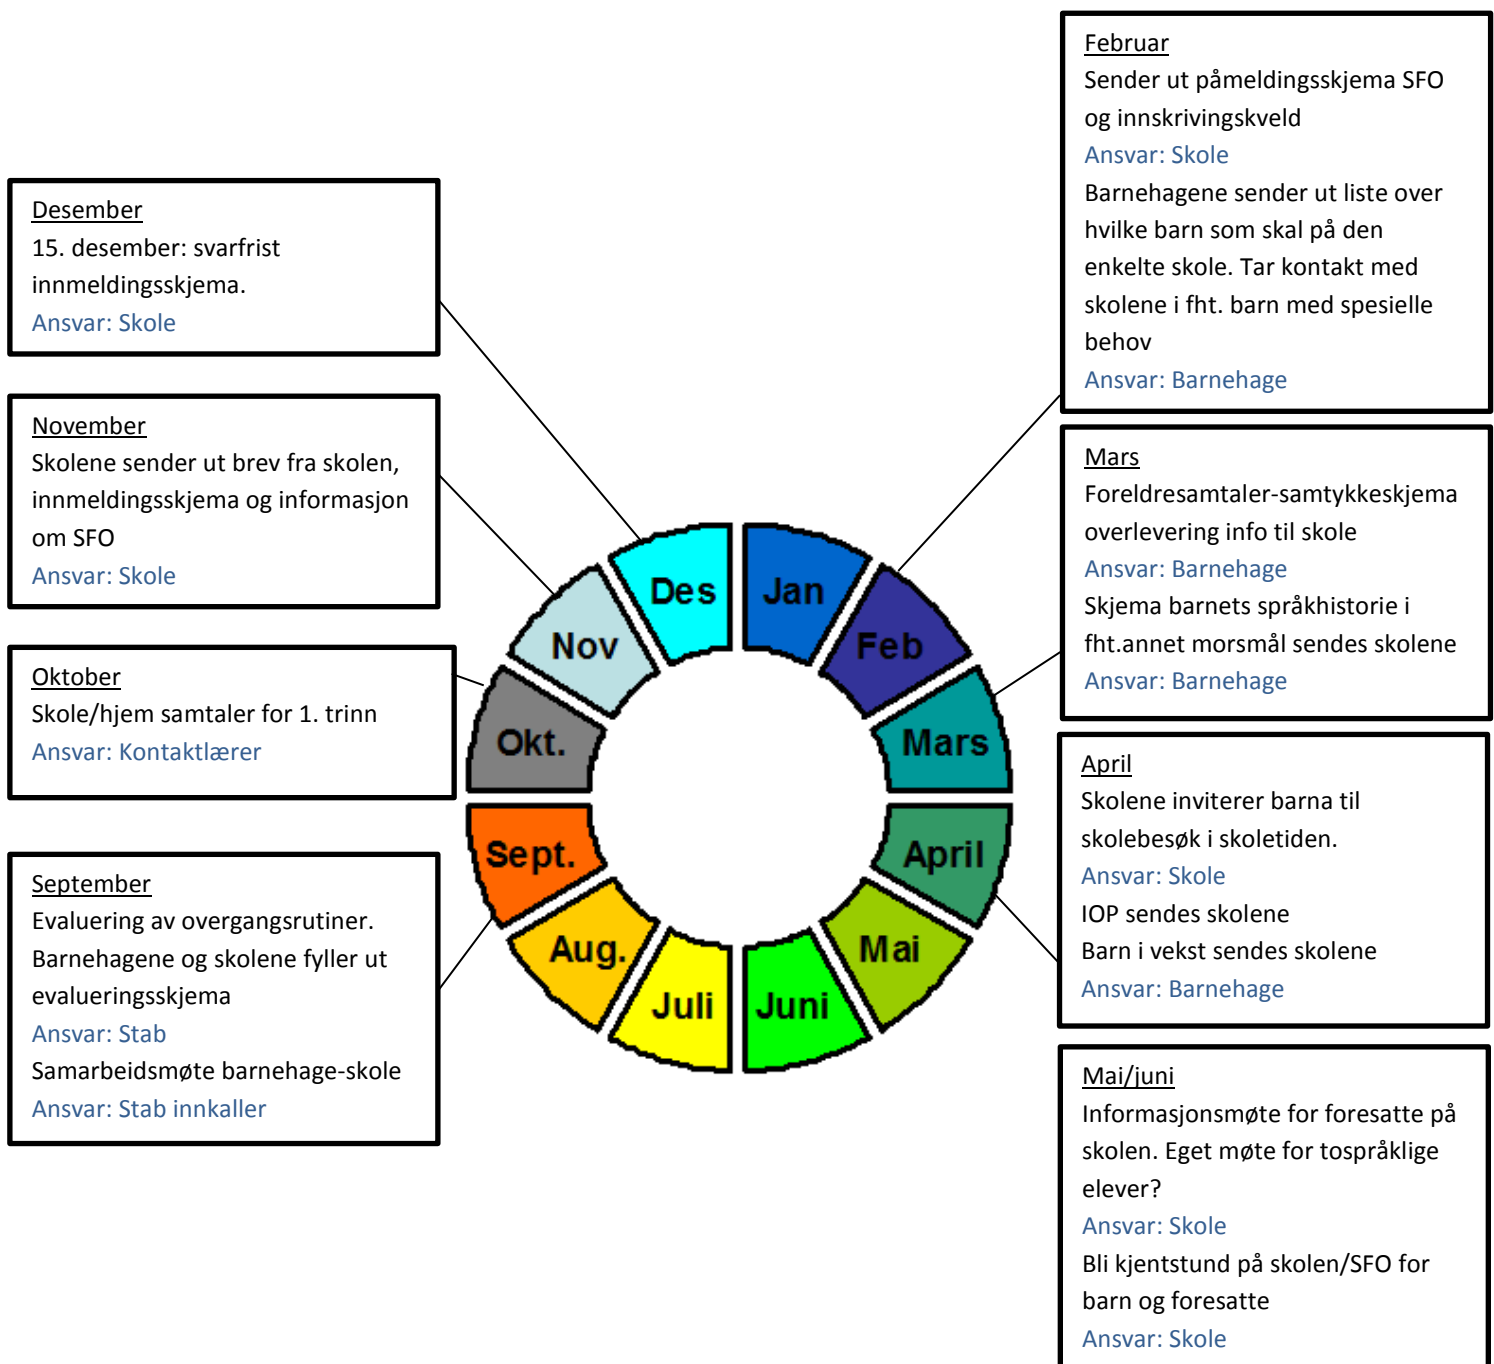 Februar
Sender ut påmeldingsskjema SFO
og innskrivingskveld
Ansvar: Skole
Barnehagene sender ut liste over
hvilke barn som skal på den
enkelte skole. Tar kontakt med
skolene i fht. barn med spesielle
behov
Ansvar: Barnehage
Desember
15. desember: svarfrist
innmeldingsskjema.
Ansvar: Skole
November
Skolene sender ut brev fra skolen,
innmeldingsskjema og informasjon
om SFO
Ansvar: Skole
Mars
Foreldresamtaler-samtykkeskjema
overlevering info til skole
Ansvar: Barnehage
Skjema barnets språkhistorie i
fht.annet morsmål sendes skolene
Ansvar: Barnehage
Oktober
Skole/hjem samtaler for 1. trinn
Ansvar: Kontaktlærer
Des
Jan
Nov
Feb
Okt.
Mars
Sept.
April
Aug.
Mai
Juli
Juni
April
Skolene inviterer barna til
skolebesøk i skoletiden.
Ansvar: Skole
IOP sendes skolene
Barn i vekst sendes skolene
Ansvar: Barnehage
September
Evaluering av overgangsrutiner.
Barnehagene og skolene fyller ut
evalueringsskjema
Ansvar: Stab
Samarbeidsmøte barnehage-skole
Ansvar: Stab innkaller
Mai/juni
Informasjonsmøte for foresatte på
skolen. Eget møte for tospråklige
elever?
Ansvar: Skole
Bli kjentstund på skolen/SFO for
barn og foresatte
Ansvar: Skole